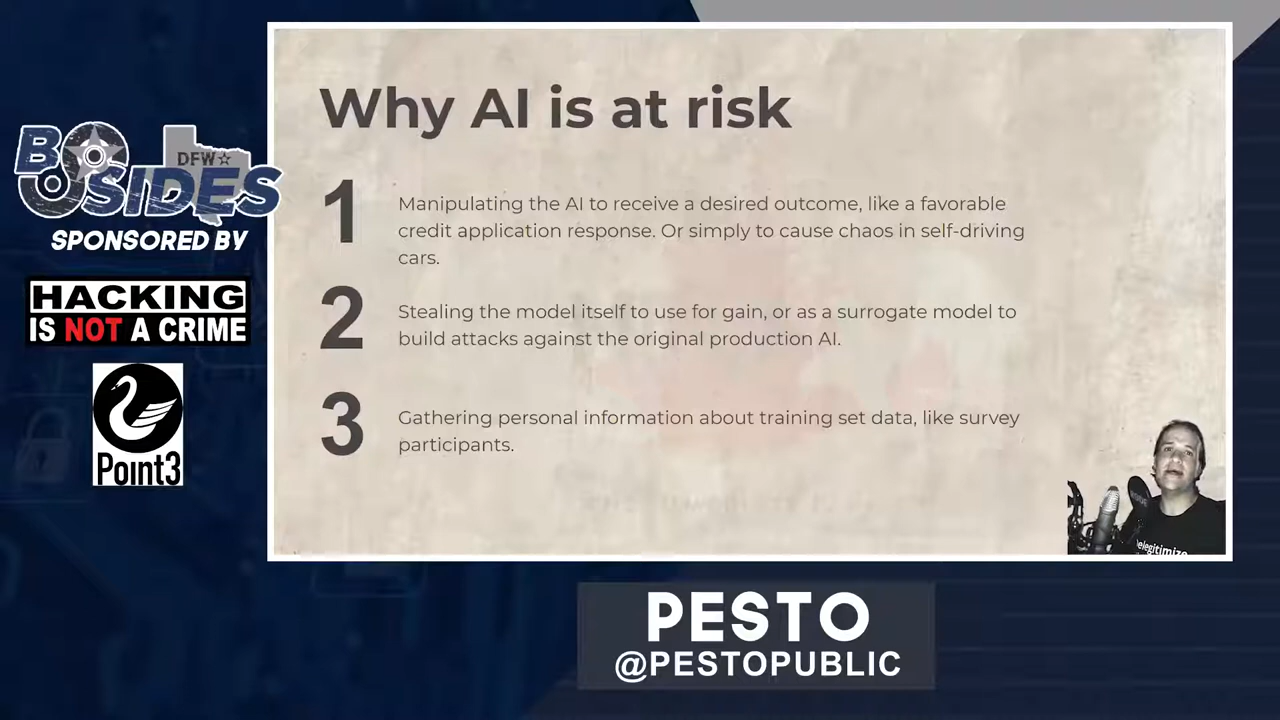 Why AI is at risk
1
Manipulating the AI to receive a desired outcome, like a favorable
credit application response. Or simply to cause chaos in self-driving
cars.
2
Stealing the model itself to use for gain, or as a surrogate model to
build attacks against the original production AI.
3
Gathering personal information about training set data, like survey
participants.
BSIDES
DFW
SPONSORED BY
HACKING
IS NOT A CRIME
Point3
PESTO
@PESTOPUBLIC